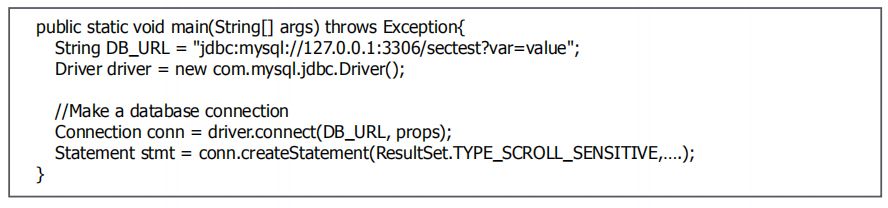 public static void main(String[] args) throws Exception{
String DB_URL = "jdbc:mysql://127.0.0.1:3306/sectest?var=value";
Driver driver = new com.mysql.jdbc.Driver();
//Make a database connection
Connection conn = driver.connect(DB_URL, props);
Statement stmt = conn.createStatement(ResultSet.TYPE_SCROLL_SENSITIVE,....);
}